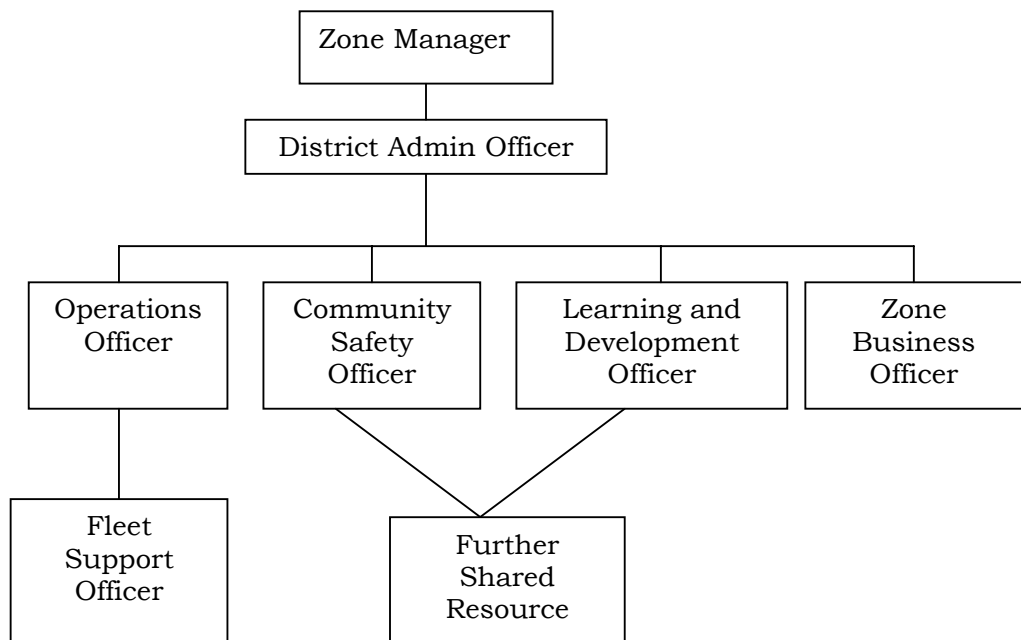 Zone Manager
District Admin Officer
Operations
Officer
Community
Safety
Officer
Learning and
Development
Officer
Zone
Business
Officer
Fleet
Support
Officer
Further
Shared
Resource